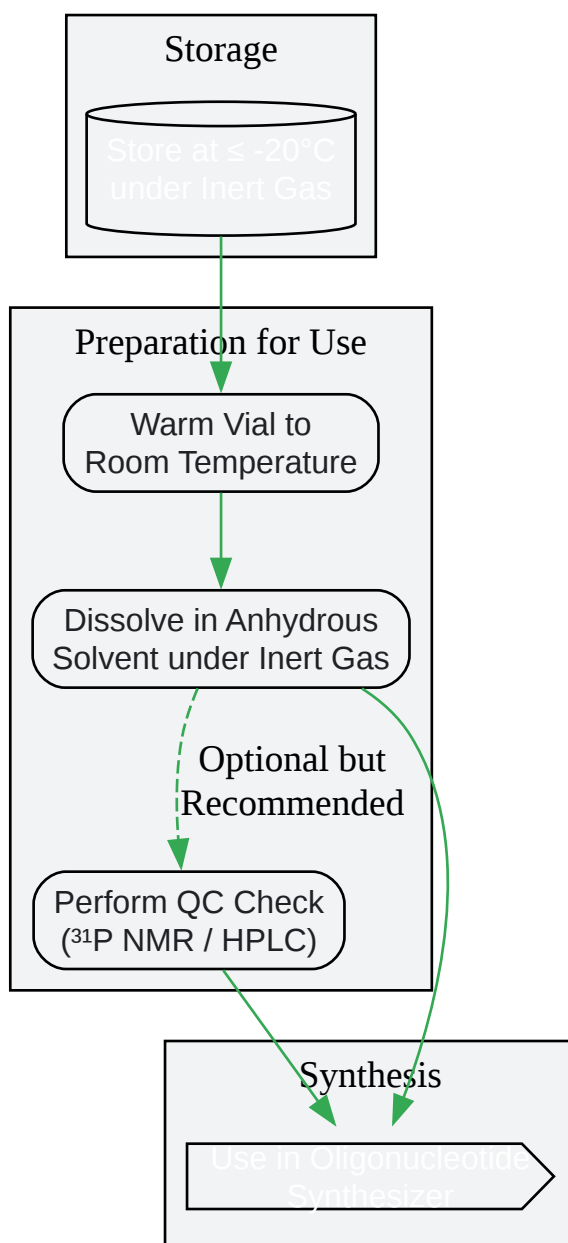 Storage
Store at ≤ -20°C
under Inert Gas
Preparation for Use
Warm Vial to
Room Temperature
Dissolve in Anhydrous
Solvent under Inert Gas
Optional but
Recommended
Perform QC Check
(³¹P NMR / HPLC)
Synthesis
Use in Oligonucleotide
Synthesizer